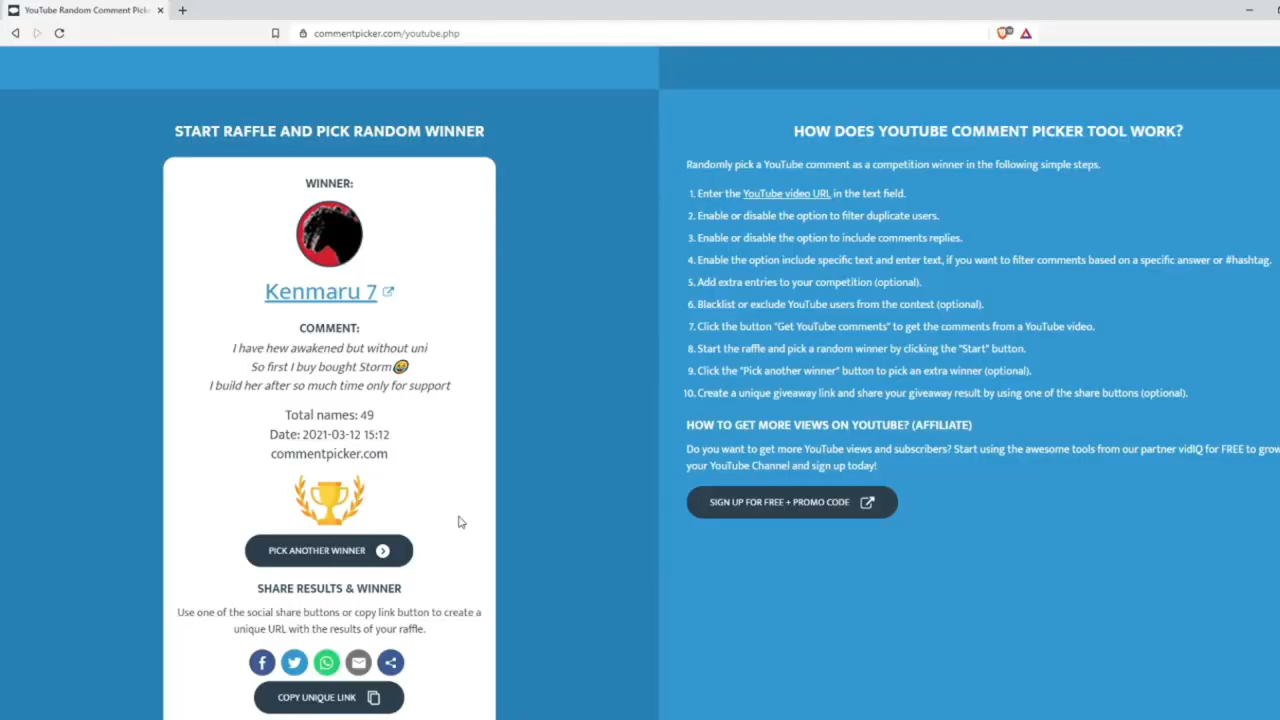 YouTube Random Comment Picke
commentpicker.com/youtube.php
START RAFFLE AND PICK RANDOM WINNER
WINNER:
Kenmaru 7
COMMENT:
I have hew awakened but without uni
So first I buy bought Storm😂
I build her after so much time only for support
Total names: 49
Date: 2021-03-12 15:12
commentpicker.com
PICK ANOTHER WINNER
SHARE RESULTS & WINNER
Use one of the social share buttons or copy link button to create a
unique URL with the results of your raffle.
COPY UNIQUE LINK
HOW DOES YOUTUBE COMMENT PICKER TOOL WORK?
Randomly pick a YouTube comment as a competition winner in the following simple steps.
1. Enter the YouTube video URL in the text field.
2. Enable or disable the option to filter duplicate users.
3. Enable or disable the option to include comments replies.
4. Enable the option include specific text and enter text, if you want to filter comments based on a specific answer or #hashtag.
5. Add extra entries to your competition (optional).
6. Blacklist or exclude YouTube users from the contest (optional).
7. Click the button "Get YouTube comments" to get the comments from a YouTube video.
8. Start the raffle and pick a random winner by clicking the "Start" button.
9. Click the "Pick another winner" button to pick an extra winner (optional).
10. Create a unique giveaway link and share your giveaway result by using one of the share buttons (optional).
HOW TO GET MORE VIEWS ON YOUTUBE? (AFFILIATE)
Do you want to get more YouTube views and subscribers? Start using the awesome tools from our partner vidIQ for FREE to grow
your YouTube Channel and sign up today!
SIGN UP FOR FREE + PROMO CODE